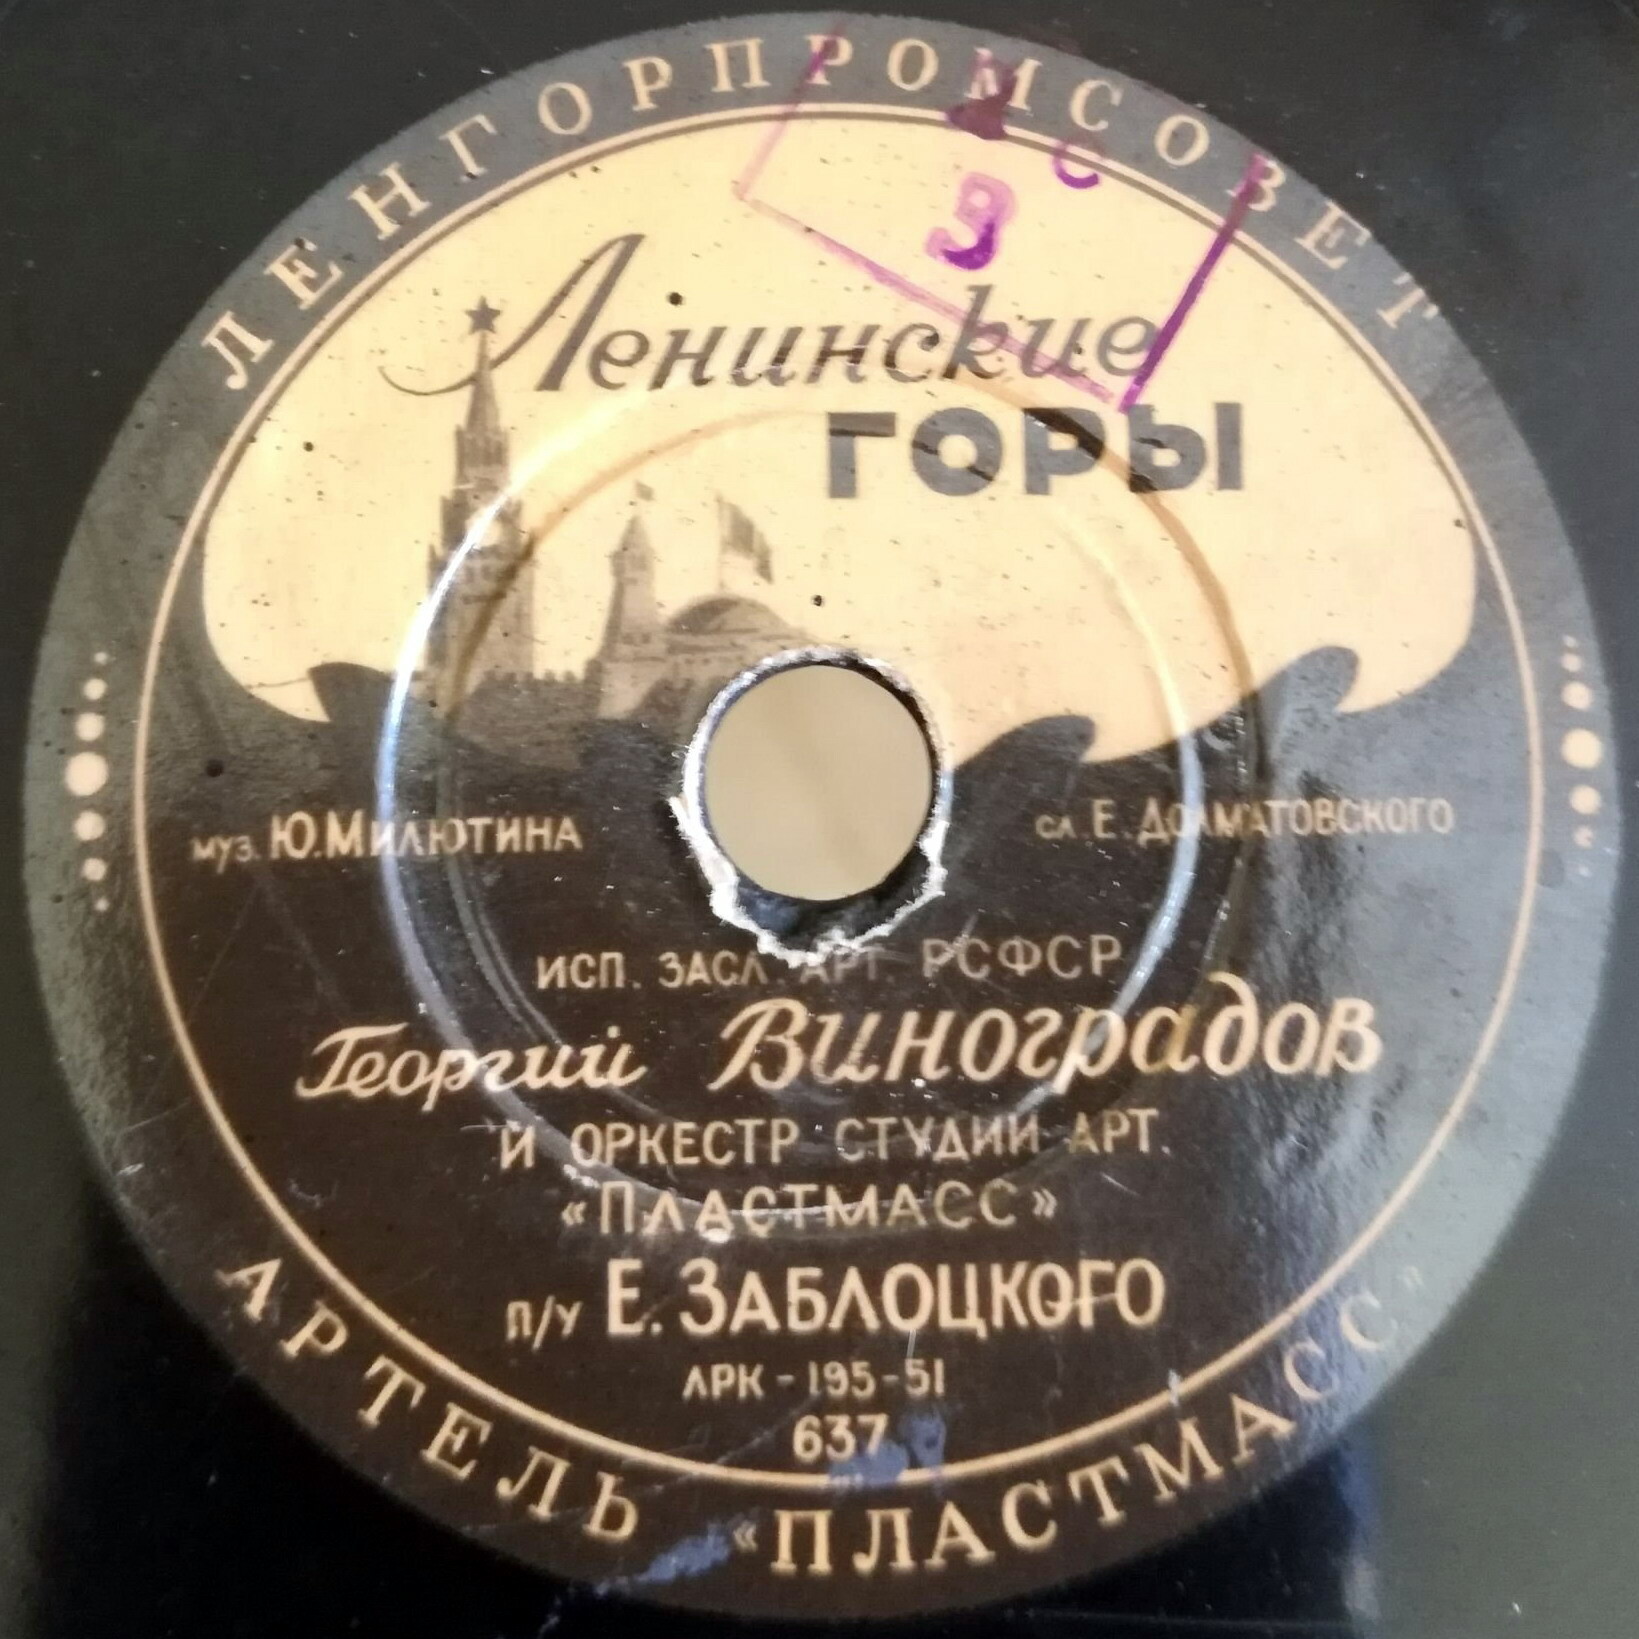 ЛЕНГОРПРОМСОВЕТ
Ленинские
ГОРЫ
муз. Ю. МИЛЮТИНА
сл. Е. ДОЛМАТОВСКОГО
ИСП. ЗАСЛ. АРТ. РСФСР
Георгий Виноградов
И ОРКЕСТР СТУДИИ АРТ.
«ПЛАСТМАСС»
П/У Е. ЗАБЛОЦКОГО
ЛРК - 195-51
637
АРТЕЛЬ «ПЛАСТМАСС»